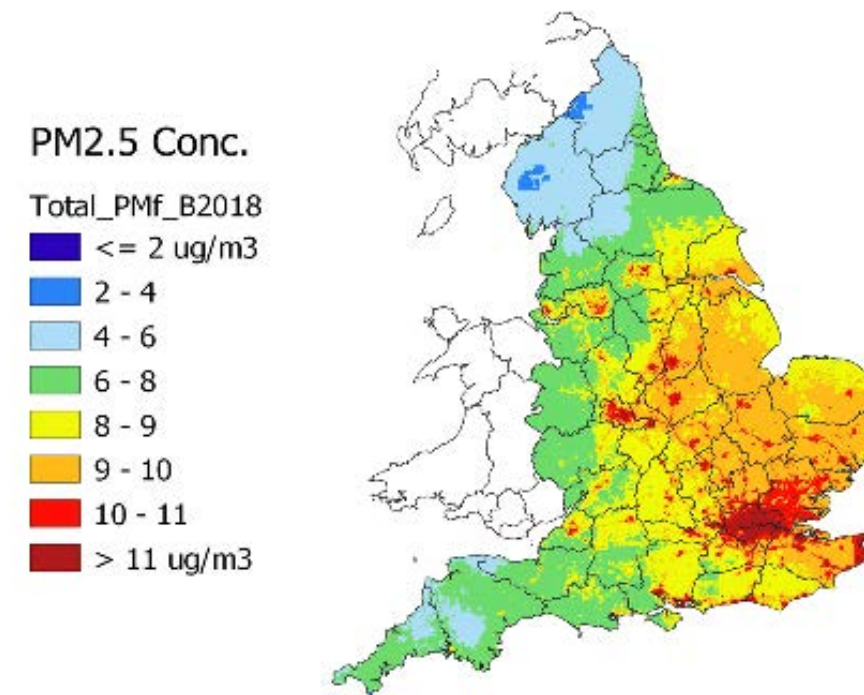 PM2.5 Conc.
Total_PMf_B2018
<= 2 ug/m3
2 - 4
4 - 6
6 - 8
8 - 9
9 - 10
10 - 11
> 11 ug/m3